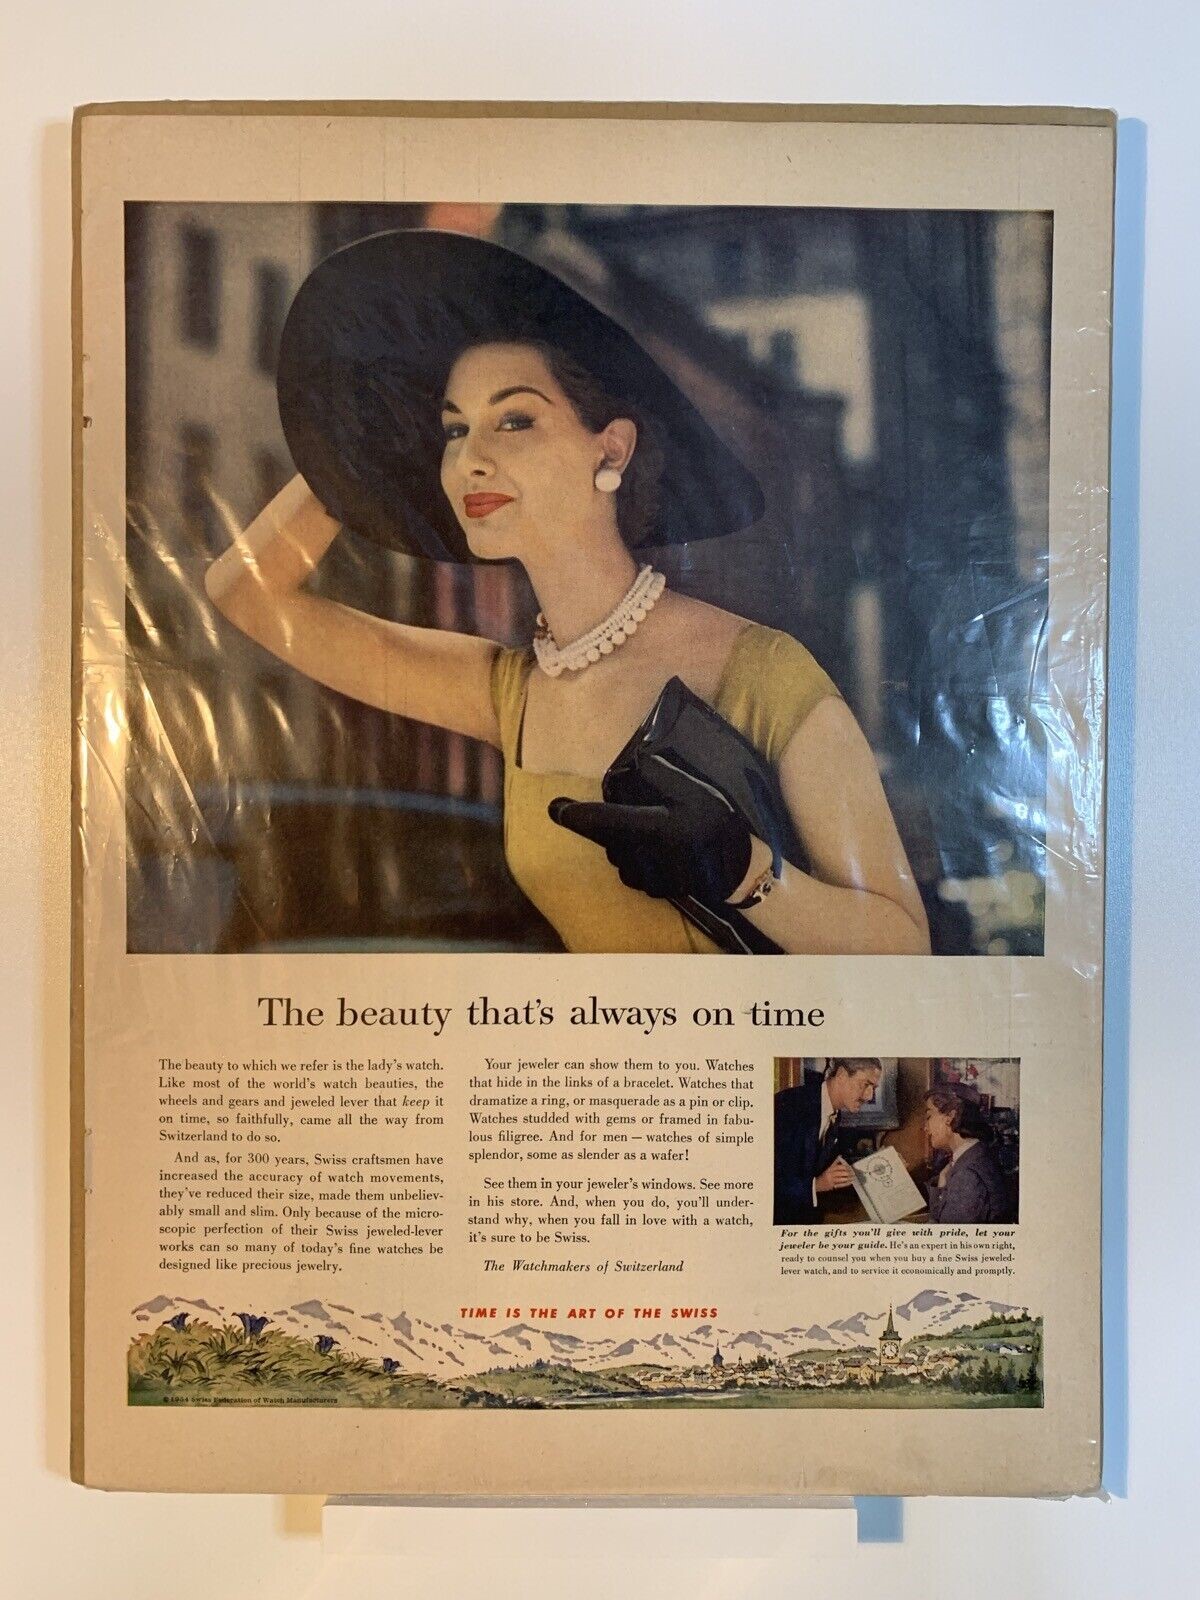 The beauty that's always on time
The beauty to which we refer is the lady's watch.
Like most of the world's watch beauties, the
wheels and gears and jeweled lever that keep it
on time, so faithfully, came all the way from
Switzerland to do so.
And as, for 300 years, Swiss craftsmen have
increased the accuracy of watch movements,
they've reduced their size, made them unbeliev-
ably small and slim. Only because of the micro-
scopic perfection of their Swiss jeweled-lever
works can so many of today's fine watches be
designed like precious jewelry.
Your jeweler can show them to you. Watches
that hide in the links of a bracelet. Watches that
dramatize a ring, or masquerade as a pin or clip.
Watches studded with gems or framed in fabu-
lous filigree. And for men — watches of simple
splendor, some as slender as a wafer!
See them in your jeweler's windows. See more
in his store. And, when you do, you'll under-
stand why, when you fall in love with a watch,
it's sure to be Swiss.
The Watchmakers of Switzerland
For the gifts you'll give with pride, let your
jeweler be your guide. He's an expert in his own right,
ready to counsel you when you buy a fine Swiss jeweled-
lever watch, and to service it economically and promptly.
TIME IS THE ART OF THE SWISS
© 1954 Swiss Federation of Watch Manufacturers